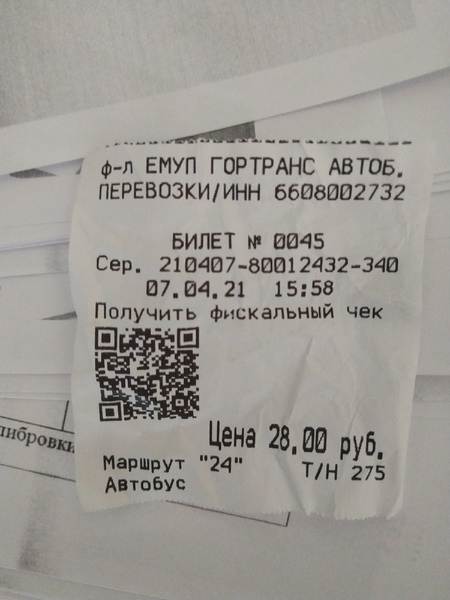 ф-л ЕМУП ГОРТРАНС АВТОБ.
ПЕРЕВОЗКИ/ИНН 6608002732
БИЛЕТ № 0045
Сер. 210407-80012432-340
07.04.21 15:58
Получить фискальный чек
Цена 28.00 руб.
Маршрут "24" Т/Н 275
Автобус
либровки